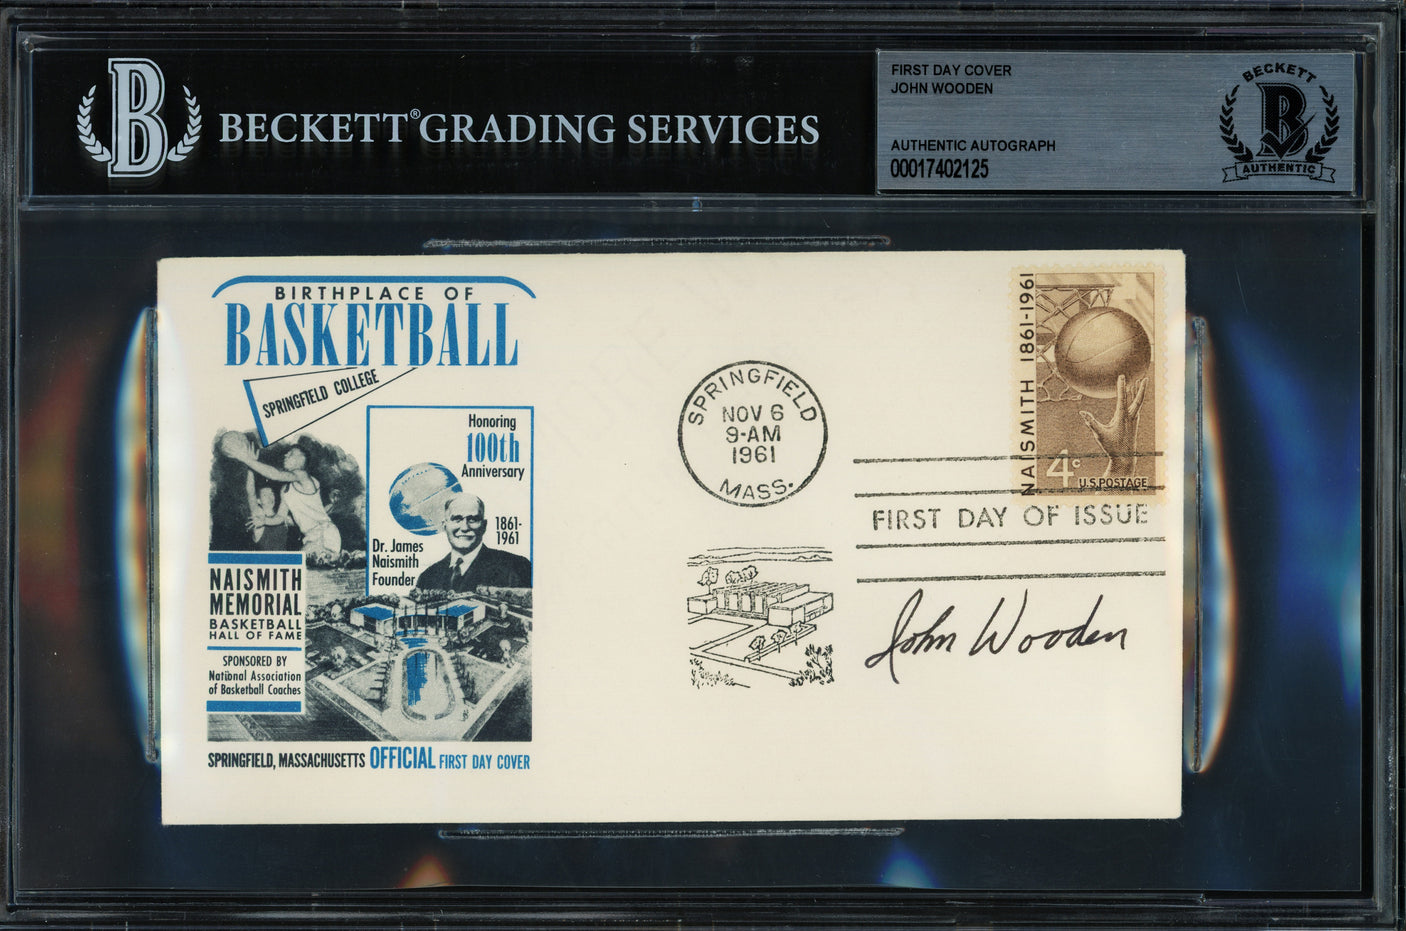 B
BECKETT® GRADING SERVICES
FIRST DAY COVER
JOHN WOODEN
AUTHENTIC AUTOGRAPH
00017402125
BECKETT
B
AUTHENTIC
BIRTHPLACE OF
BASKETBALL
SPRINGFIELD COLLEGE
Honoring
100th
Anniversary
1861-
1961
Dr. James
Naismith
Founder
NAISMITH
MEMORIAL
BASKETBALL
HALL OF FAME
SPONSORED BY
National Association
of Basketball Coaches
SPRINGFIELD, MASSACHUSETTS OFFICIAL FIRST DAY COVER
SPRINGFIELD
NOV 6
9-AM
1961
MASS.
NAISMITH 1861-1961
4c
U.S. POSTAGE
FIRST DAY OF ISSUE
John Wooden